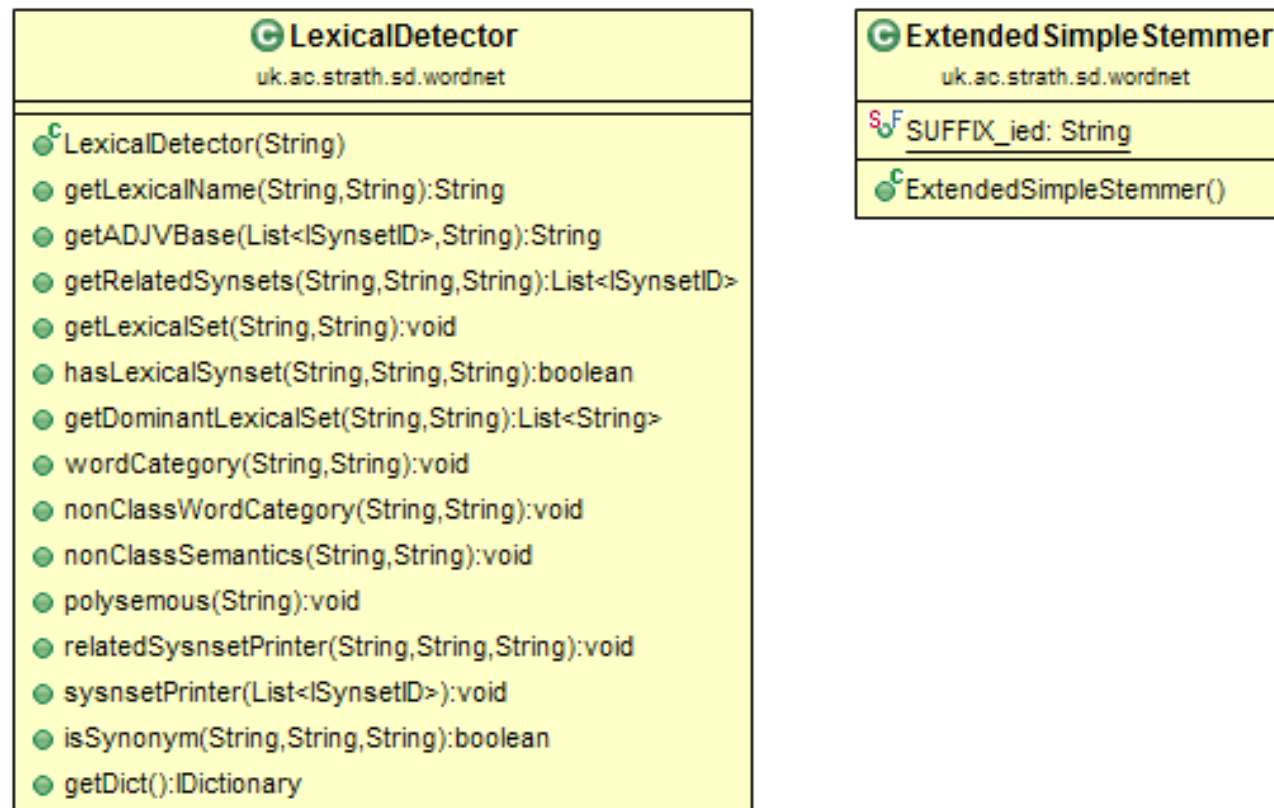 LexicalDetector
uk.ac.strath.sd.wordnet
LexicalDetector(String)
getLexicalName(String,String):String
getADJVBase(List<ISynsetID>,String):String
getRelatedSynsets(String,String,String):List<ISynsetID>
getLexicalSet(String,String):void
hasLexicalSynset(String,String,String):boolean
getDominantLexicalSet(String,String):List<String>
wordCategory(String,String):void
nonClassWordCategory(String,String):void
nonClassSemantics(String,String):void
polysemous(String):void
relatedSysnsetPrinter(String,String,String):void
sysnsetPrinter(List<ISynsetID>):void
isSynonym(String,String,String):boolean
getDict():IDictionary
ExtendedSimpleStemmer
uk.ac.strath.sd.wordnet
SUFFIX_ied: String
ExtendedSimpleStemmer()